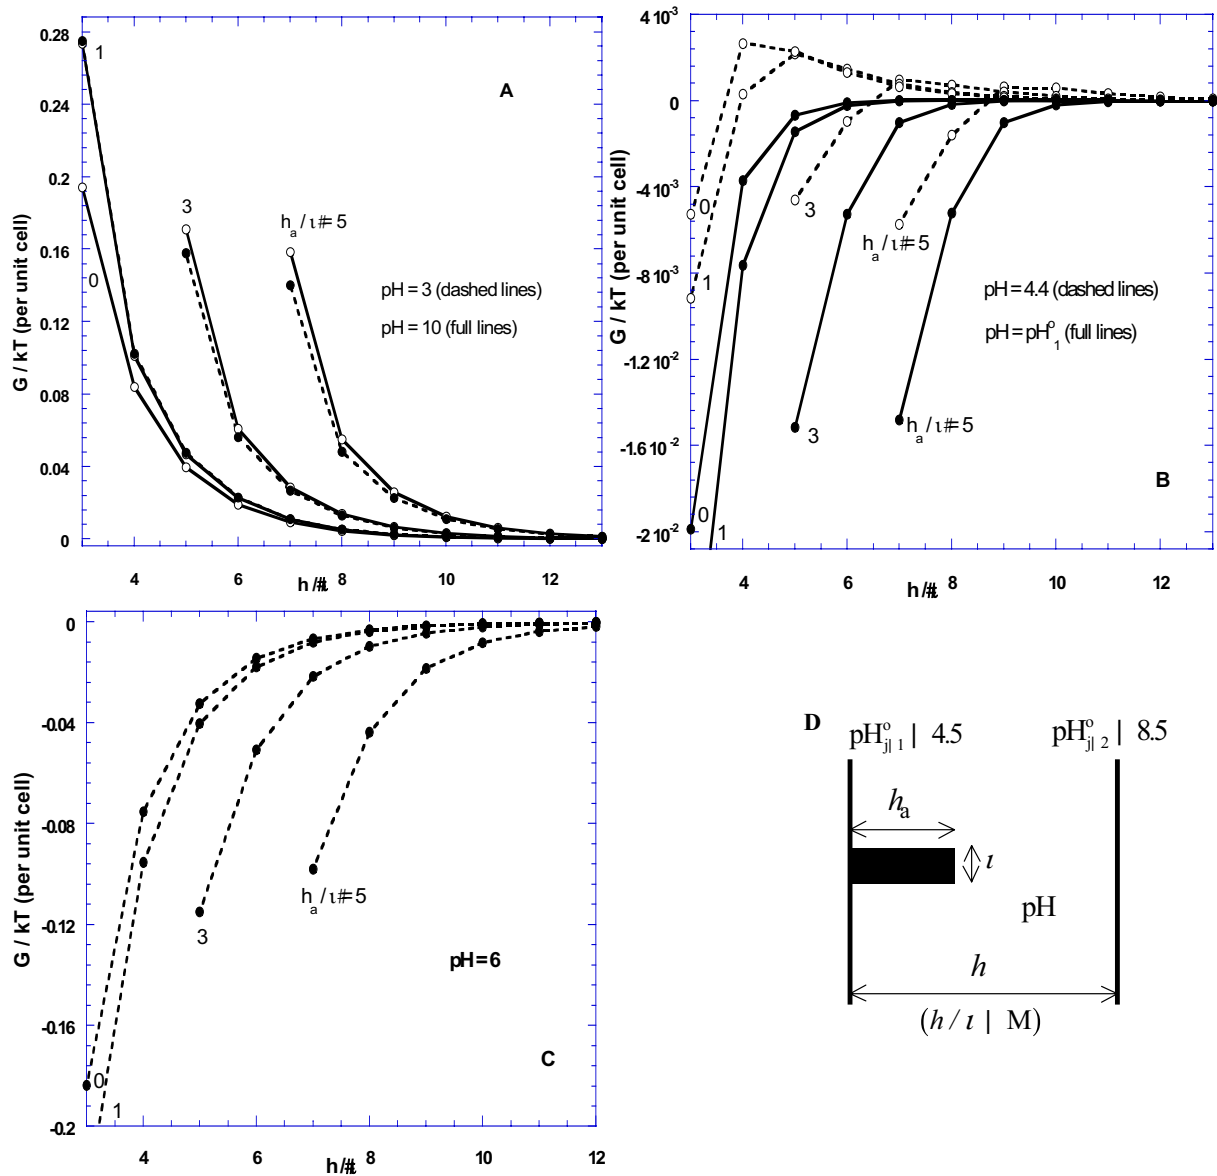 0.28
0.24
0.2
0.16
0.12
0.08
0.04
0
G / kT (per unit cell)
1
0
3
h_a / ι# 5
A
pH = 3 (dashed lines)
pH = 10 (full lines)
4 6 8 10 12
h/#ι
4 10^-3
0
-4 10^-3
-8 10^-3
-1.2 10^-2
-1.6 10^-2
-2 10^-2
G / kT (per unit cell)
0
1
3
h_a / ι# 5
pH = 4.4 (dashed lines)
pH = pH^o_1 (full lines)
3
h_a / ι# 5
0
1
B
4 6 8 10 12
h/#ι
0
-0.04
-0.08
-0.12
-0.16
-0.2
G / kT (per unit cell)
h_a / ι# 5
3
pH = 6
0
1
C
4 6 8 10 12
h/#ι
D
pH^o_j| 1 | 4.5 pH^o_j| 2 | 8.5
h_a
ι
pH
h
(h / ι | M)